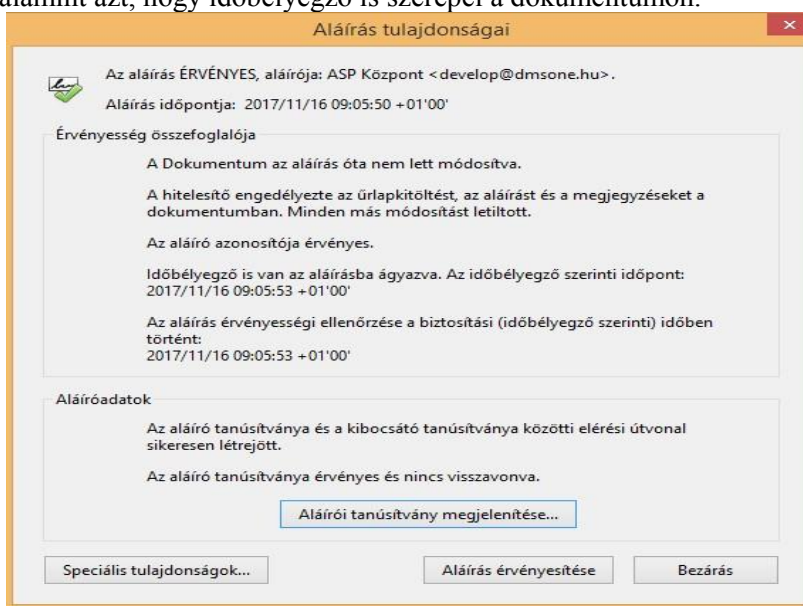 alamint azt, hogy időbélyegző is szerepel a dokumentumon.
Aláírás tulajdonságai
Az aláírás ÉRVÉNYES, aláírója: ASP Központ <develop@dmsone.hu>.
Aláírás időpontja: 2017/11/16 09:05:50 +01'00'
Érvényesség összefoglalója
A Dokumentum az aláírás óta nem lett módosítva.
A hitelesítő engedélyezte az űrlapkitöltést, az aláírást és a megjegyzéseket a
dokumentumban. Minden más módosítást letiltott.
Az aláíró azonosítója érvényes.
Időbélyegző is van az aláírásba ágyazva. Az időbélyegző szerinti időpont:
2017/11/16 09:05:53 +01'00'
Az aláírás érvényességi ellenőrzése a biztosítási (időbélyegző szerinti) időben
történt:
2017/11/16 09:05:53 +01'00'
Aláíróadatok
Az aláíró tanúsítványa és a kibocsátó tanúsítványa közötti elérési útvonal
sikeresen létrejött.
Az aláíró tanúsítványa érvényes és nincs visszavonva.
Aláírói tanúsítvány megjelenítése...
Speciális tulajdonságok...
Aláírás érvényesítése
Bezárás